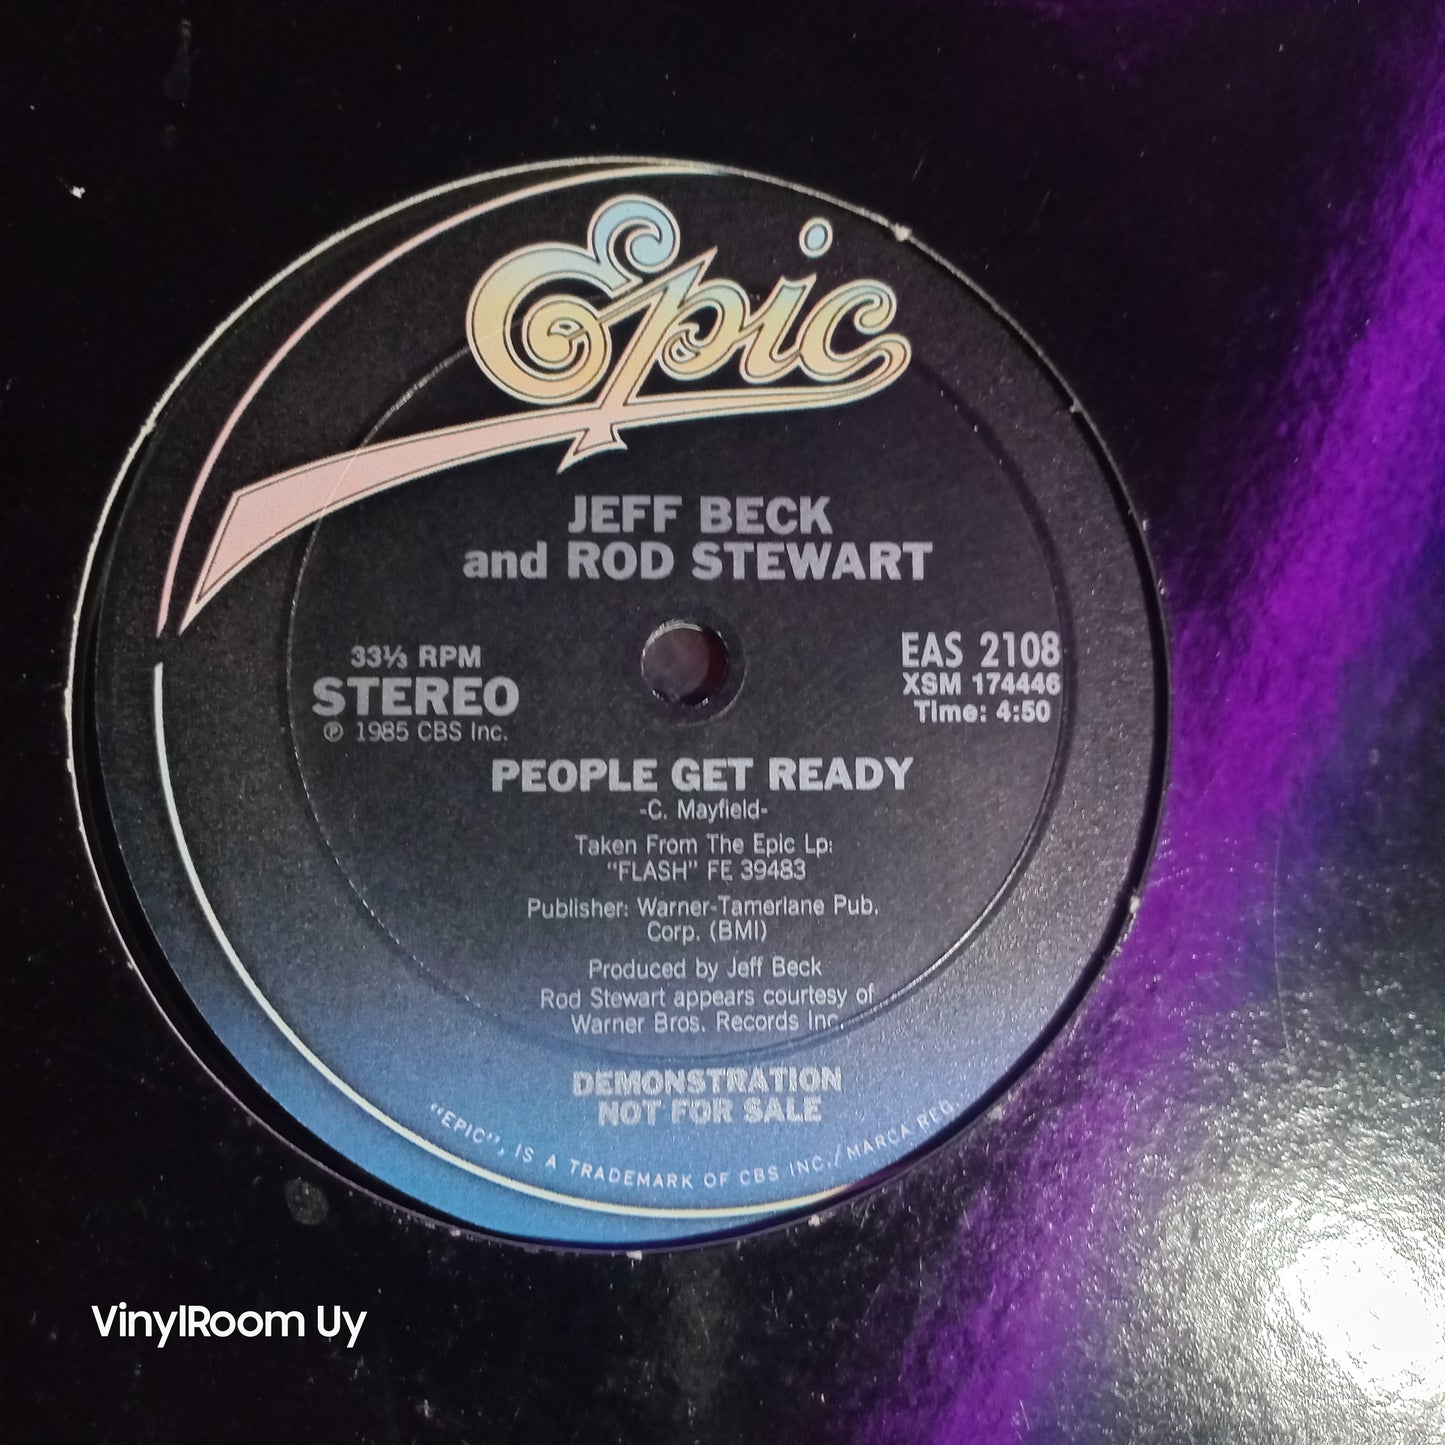 Epic
JEFF BECK
and ROD STEWART
33⅓ RPM
STEREO
℗ 1985 CBS Inc.
EAS 2108
XSM 174446
Time: 4:50
PEOPLE GET READY
-C. Mayfield-
Taken From The Epic Lp:
"FLASH" FE 39483
Publisher: Warner-Tamerlane Pub.
Corp. (BMI)
Produced by Jeff Beck
Rod Stewart appears courtesy of
Warner Bros. Records Inc.
DEMONSTRATION
NOT FOR SALE
"EPIC", IS A TRADEMARK OF CBS INC./MARCA REG.
VinylRoom Uy